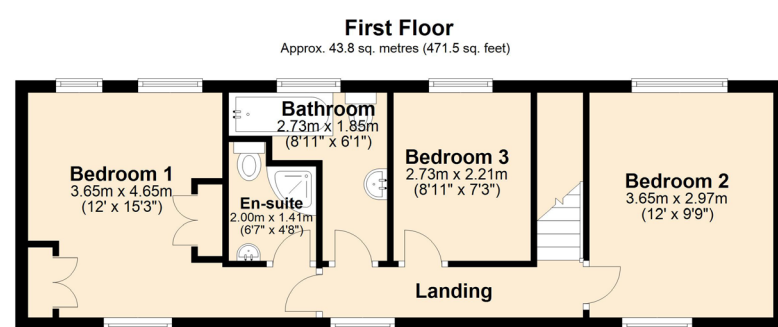 First Floor
Approx. 43.8 sq. metres (471.5 sq. feet)
Bedroom 1
3.65m x 4.65m
(12' x 15'3")
Bathroom
2.73m x 1.85m
(8'11" x 6'1")
En-suite
2.00m x 1.41m
(6'7" x 4'8")
Bedroom 3
2.73m x 2.21m
(8'11" x 7'3")
Bedroom 2
3.65m x 2.97m
(12' x 9'9")
Landing